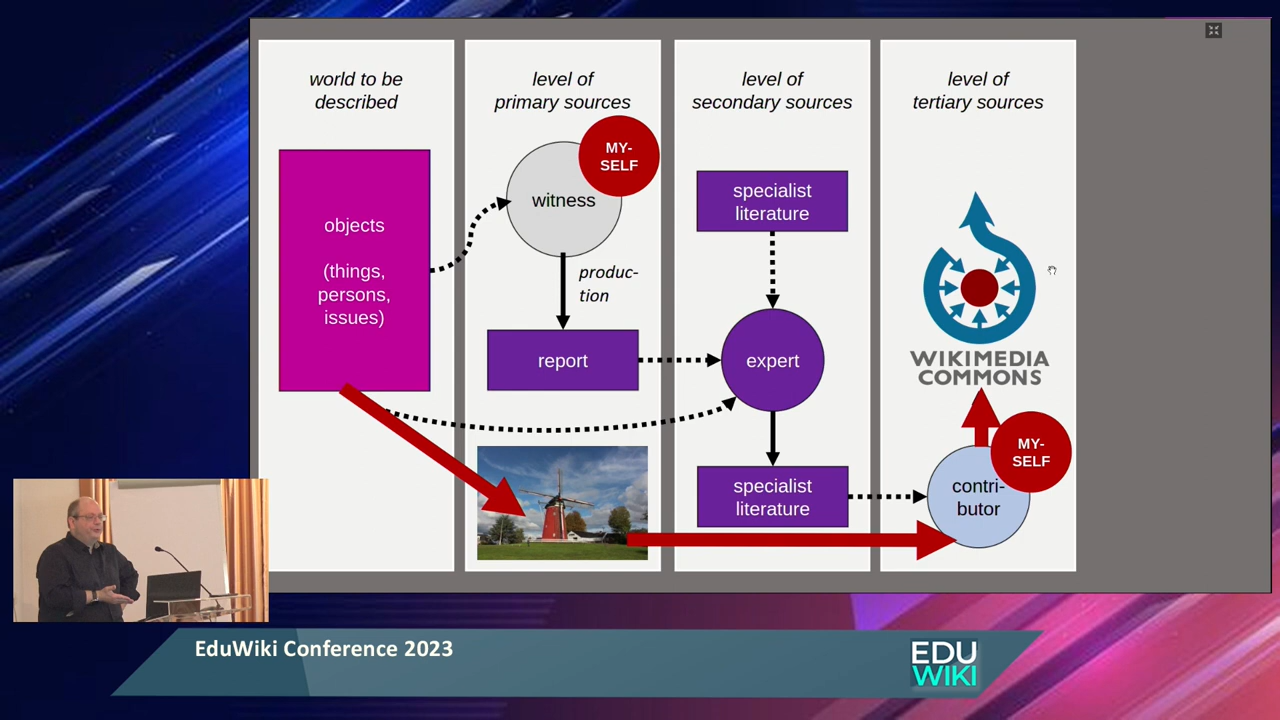 world to be
described
level of
primary sources
level of
secondary sources
level of
tertiary sources
objects
(things,
persons,
issues)
MY-
SELF
witness
produc-
tion
report
specialist
literature
expert
specialist
literature
WIKIMEDIA
COMMONS
MY-
SELF
contri-
butor
EduWiki Conference 2023
EDU
WIKI